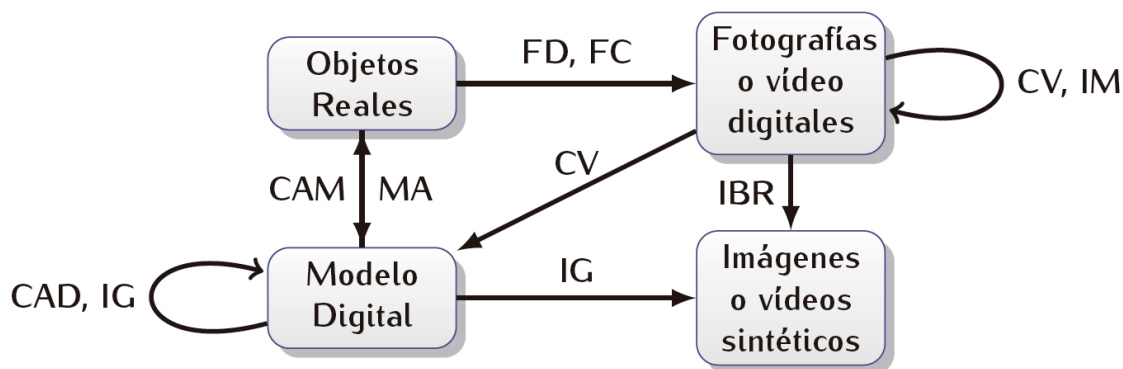 Objetos
Reales
FD, FC
Fotografías
o vídeo
digitales
CV, IM
CAM
MA
CV
IBR
CAD, IG
Modelo
Digital
IG
Imágenes
o vídeos
sintéticos